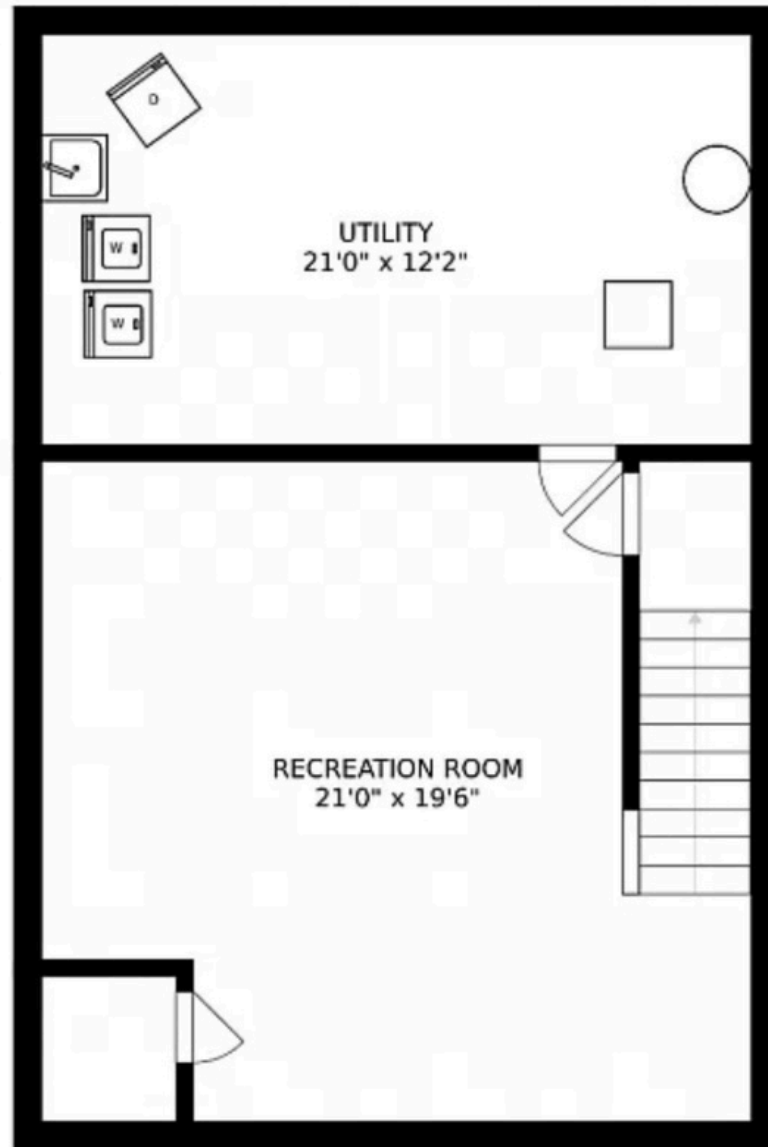 D
W
UTILITY
21'0" x 12'2"
W
RECREATION ROOM
21'0" x 19'6"